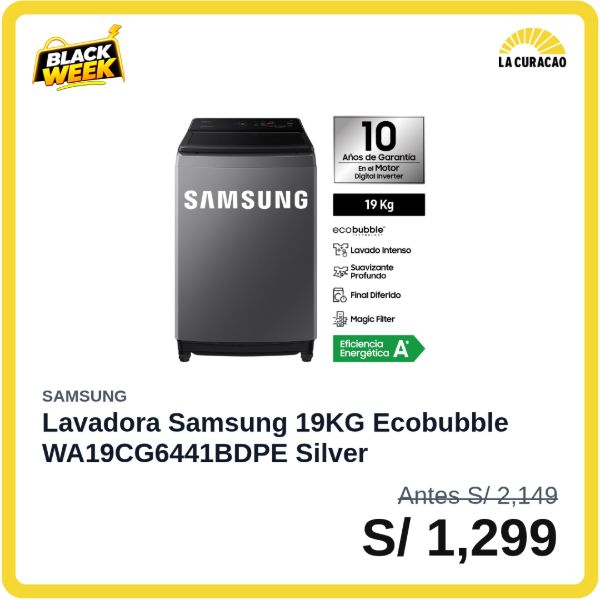 BLACK
WEEK
LA CURACAO
SAMSUNG
10
Años de Garantía
En el Motor
Digital Inverter
19 Kg
ecobubble™
TECHNOLOGY
Lavado Intenso
Suavizante
Profundo
Final Diferido
Magic Filter
Eficiencia
Energética A*
SAMSUNG
Lavadora Samsung 19KG Ecobubble
WA19CG6441BDPE Silver
Antes S/ 2,149
S/ 1,299